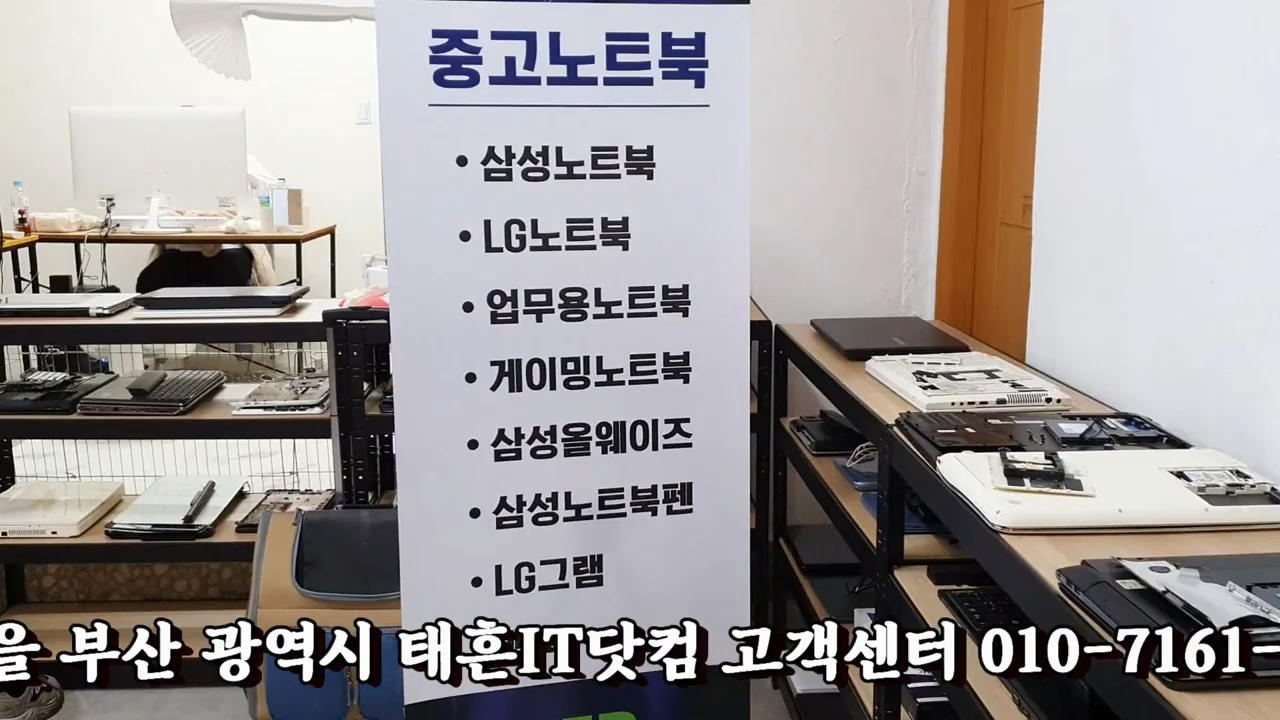 중고노트북
• 삼성노트북
• LG노트북
• 업무용노트북
• 게이밍노트북
• 삼성올웨이즈
• 삼성노트북펜
• LG그램
을 부산 광역시 태흔IT닷컴 고객센터 010-7161-